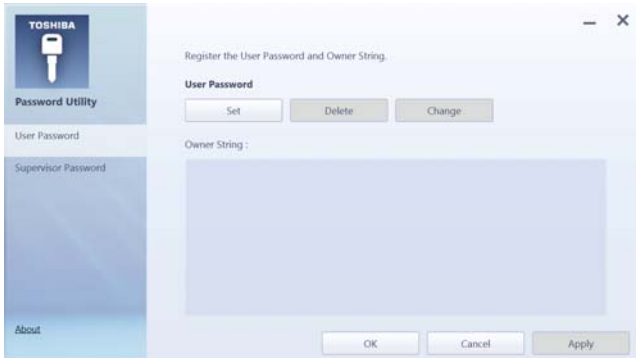 TOSHIBA
Password Utility
User Password
Supervisor Password
About
Register the User Password and Owner String.
User Password
Set Delete Change
Owner String :
OK Cancel Apply